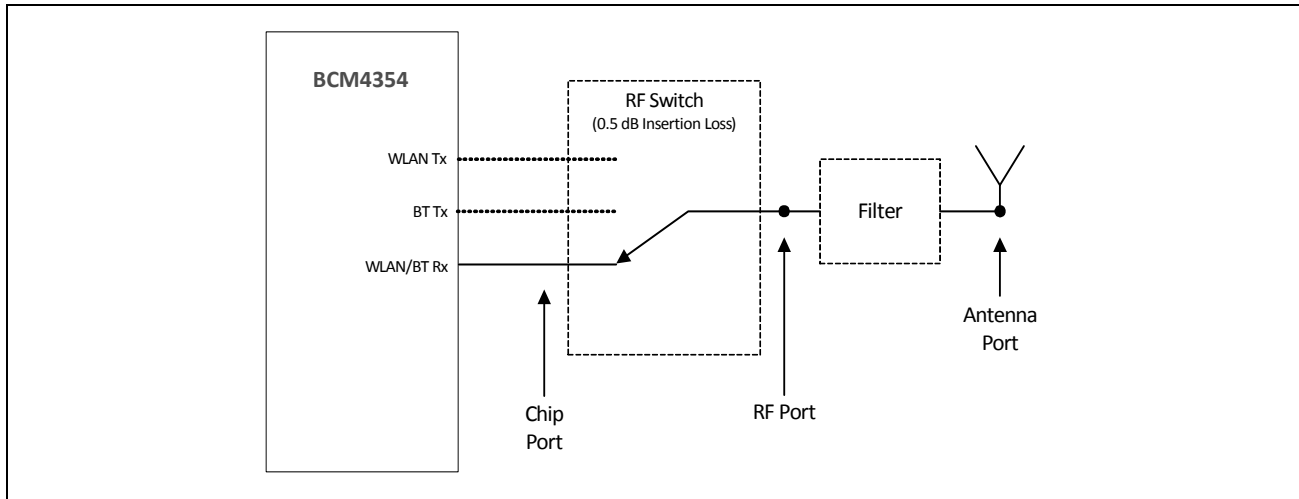 BCM4354
RF Switch
(0.5 dB Insertion Loss)
WLAN Tx
BT Tx
WLAN/BT Rx
Filter
Chip
Port
RF Port
Antenna
Port